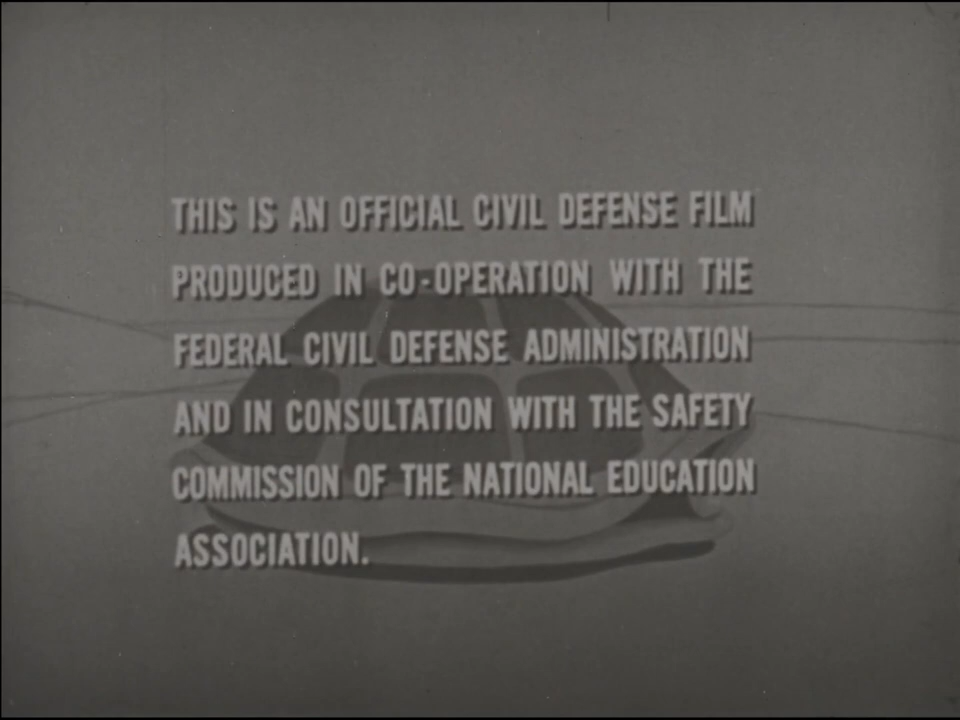 THIS IS AN OFFICIAL CIVIL DEFENSE FILM
PRODUCED IN CO-OPERATION WITH THE
FEDERAL CIVIL DEFENSE ADMINISTRATION
AND IN CONSULTATION WITH THE SAFETY
COMMISSION OF THE NATIONAL EDUCATION
ASSOCIATION.